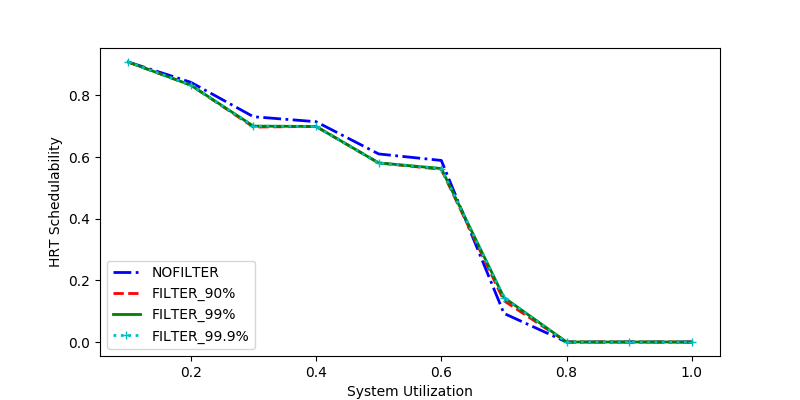 HRT Schedulability
0.8
0.6
0.4
0.2
0.0
NOFILTER
FILTER_90%
FILTER_99%
FILTER_99.9%
0.2 0.4 0.6 0.8 1.0
System Utilization